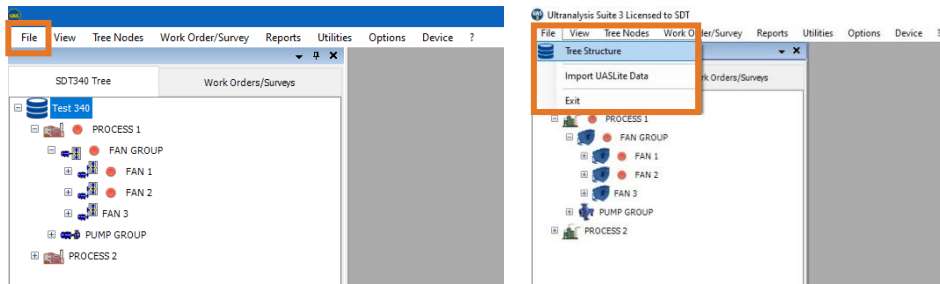 UAS
File View Tree Nodes Work Order/Survey Reports Utilities Options Device ?
SDT340 Tree Work Orders/Surveys
Test 340
PROCESS 1
FAN GROUP
FAN 1
FAN 2
FAN 3
PUMP GROUP
PROCESS 2
Ultranalysis Suite 3 Licensed to SDT
File View Tree Nodes Work Order/Survey Reports Utilities Options Device ?
Tree Structure
Import UASLite Data
rk Orders/Surveys
Exit
PROCESS 1
FAN GROUP
FAN 1
FAN 2
FAN 3
PUMP GROUP
PROCESS 2